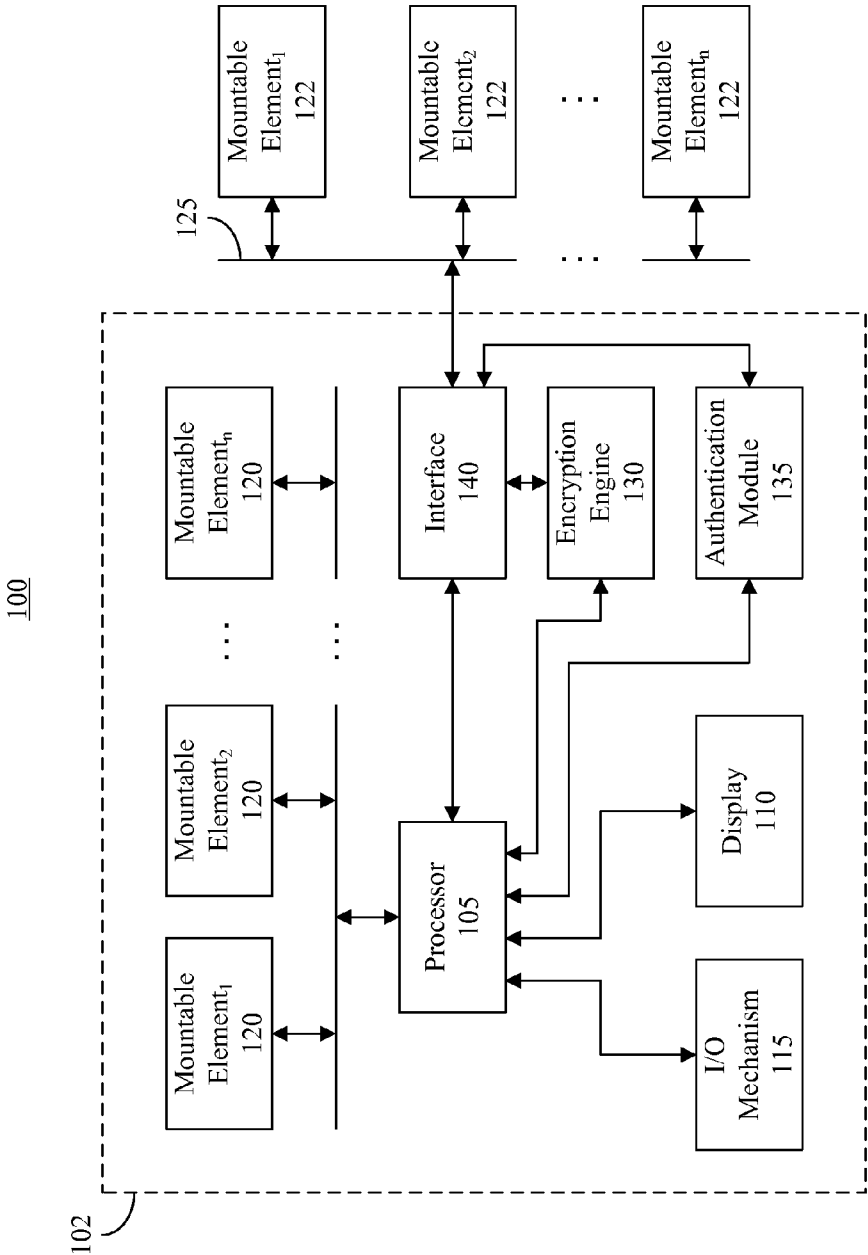 100
102
Mountable
Element1
120
Mountable
Element2
120
. . .
. . .
Mountable
Elementn
120
Processor
105
Interface
140
Encryption
Engine
130
I/O
Mechanism
115
Display
110
Authentication
Module
135
125
Mountable
Element1
122
Mountable
Element2
122
. . .
. . .
Mountable
Elementn
122